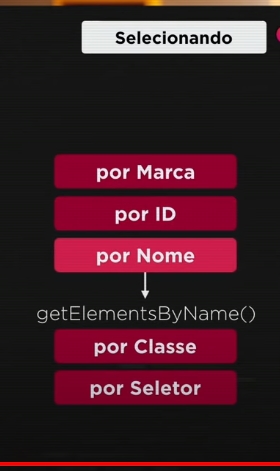 Selecionando
por Marca
por ID
por Nome
getElementsByName()
por Classe
por Seletor